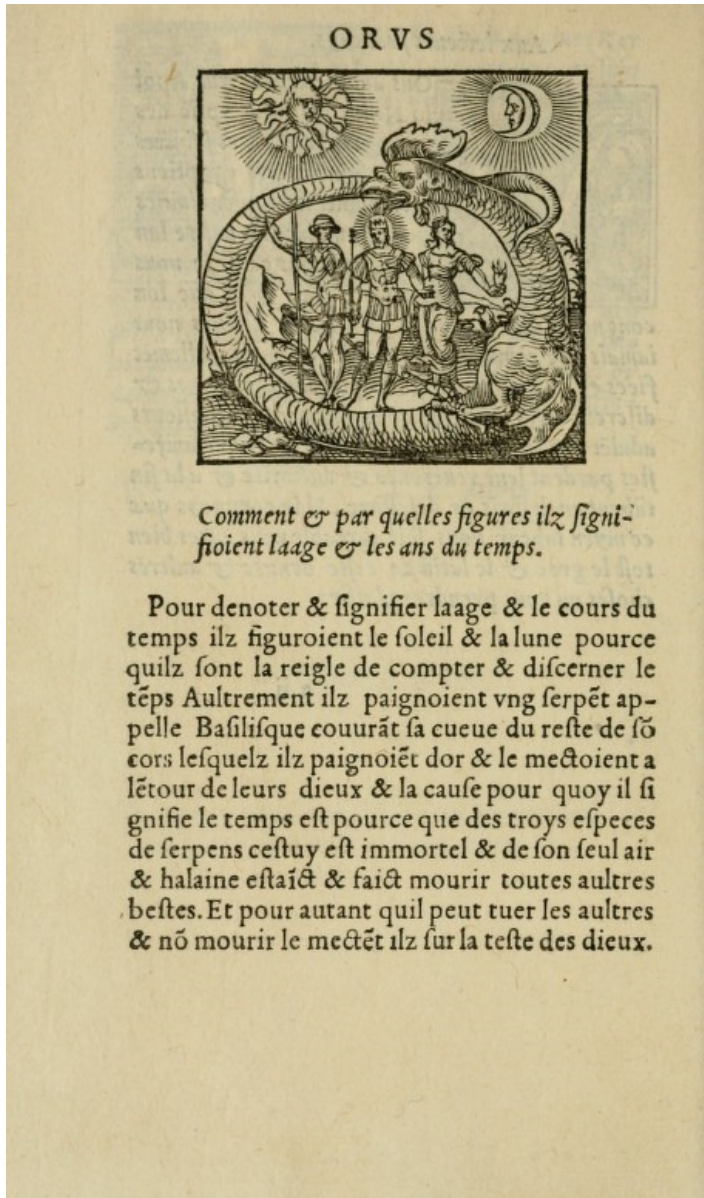 ORVS
Comment & par quelles figures ilz ſigni-
fioient laage & les ans du temps.
Pour denoter & ſignifier laage & le cours du
temps ilz figuroient le ſoleil & la lune pource
quilz ſont la reigle de compter & diſcerner le
tẽps Aultrement ilz paignoient vng ſerpẽt ap-
pelle Baſiliſque couurãt ſa cueue du reſte de ſõ
cors leſquelz ilz paignoiẽt dor & le mectoient a
lẽtour de leurs dieux & la cauſe pour quoy il ſi
gnifie le temps eſt pource que des troys eſpeces
de ſerpens ceſtuy eſt immortel & de ſon ſeul air
& halaine eſtaĩct & faict mourir toutes aultres
beſtes. Et pour autant quil peut tuer les aultres
& nõ mourir le mectẽt ilz ſur la teſte des dieux.